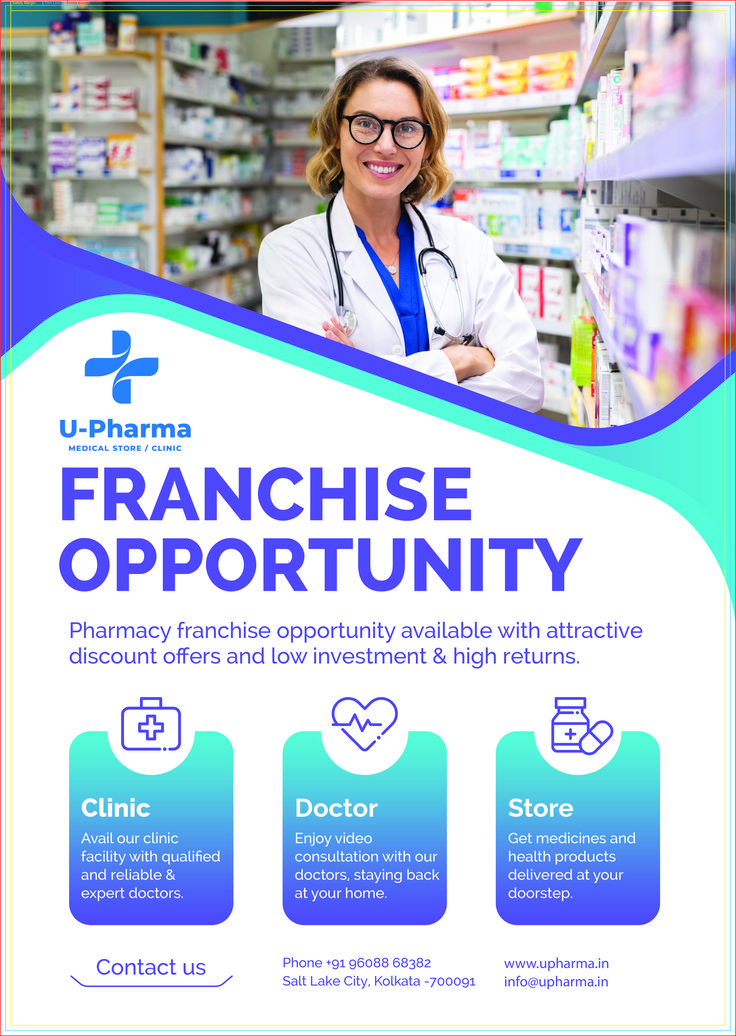 U-Pharma
MEDICAL STORE / CLINIC
FRANCHISE
OPPORTUNITY
Pharmacy franchise opportunity available with attractive
discount offers and low investment & high returns.
Clinic
Avail our clinic
facility with qualified
and reliable &
expert doctors.
Doctor
Enjoy video
consultation with our
doctors, staying back
at your home.
Store
Get medicines and
health products
delivered at your
doorstep.
Contact us
Phone +91 96088 68382
Salt Lake City, Kolkata -700091
www.upharma.in
info@upharma.in